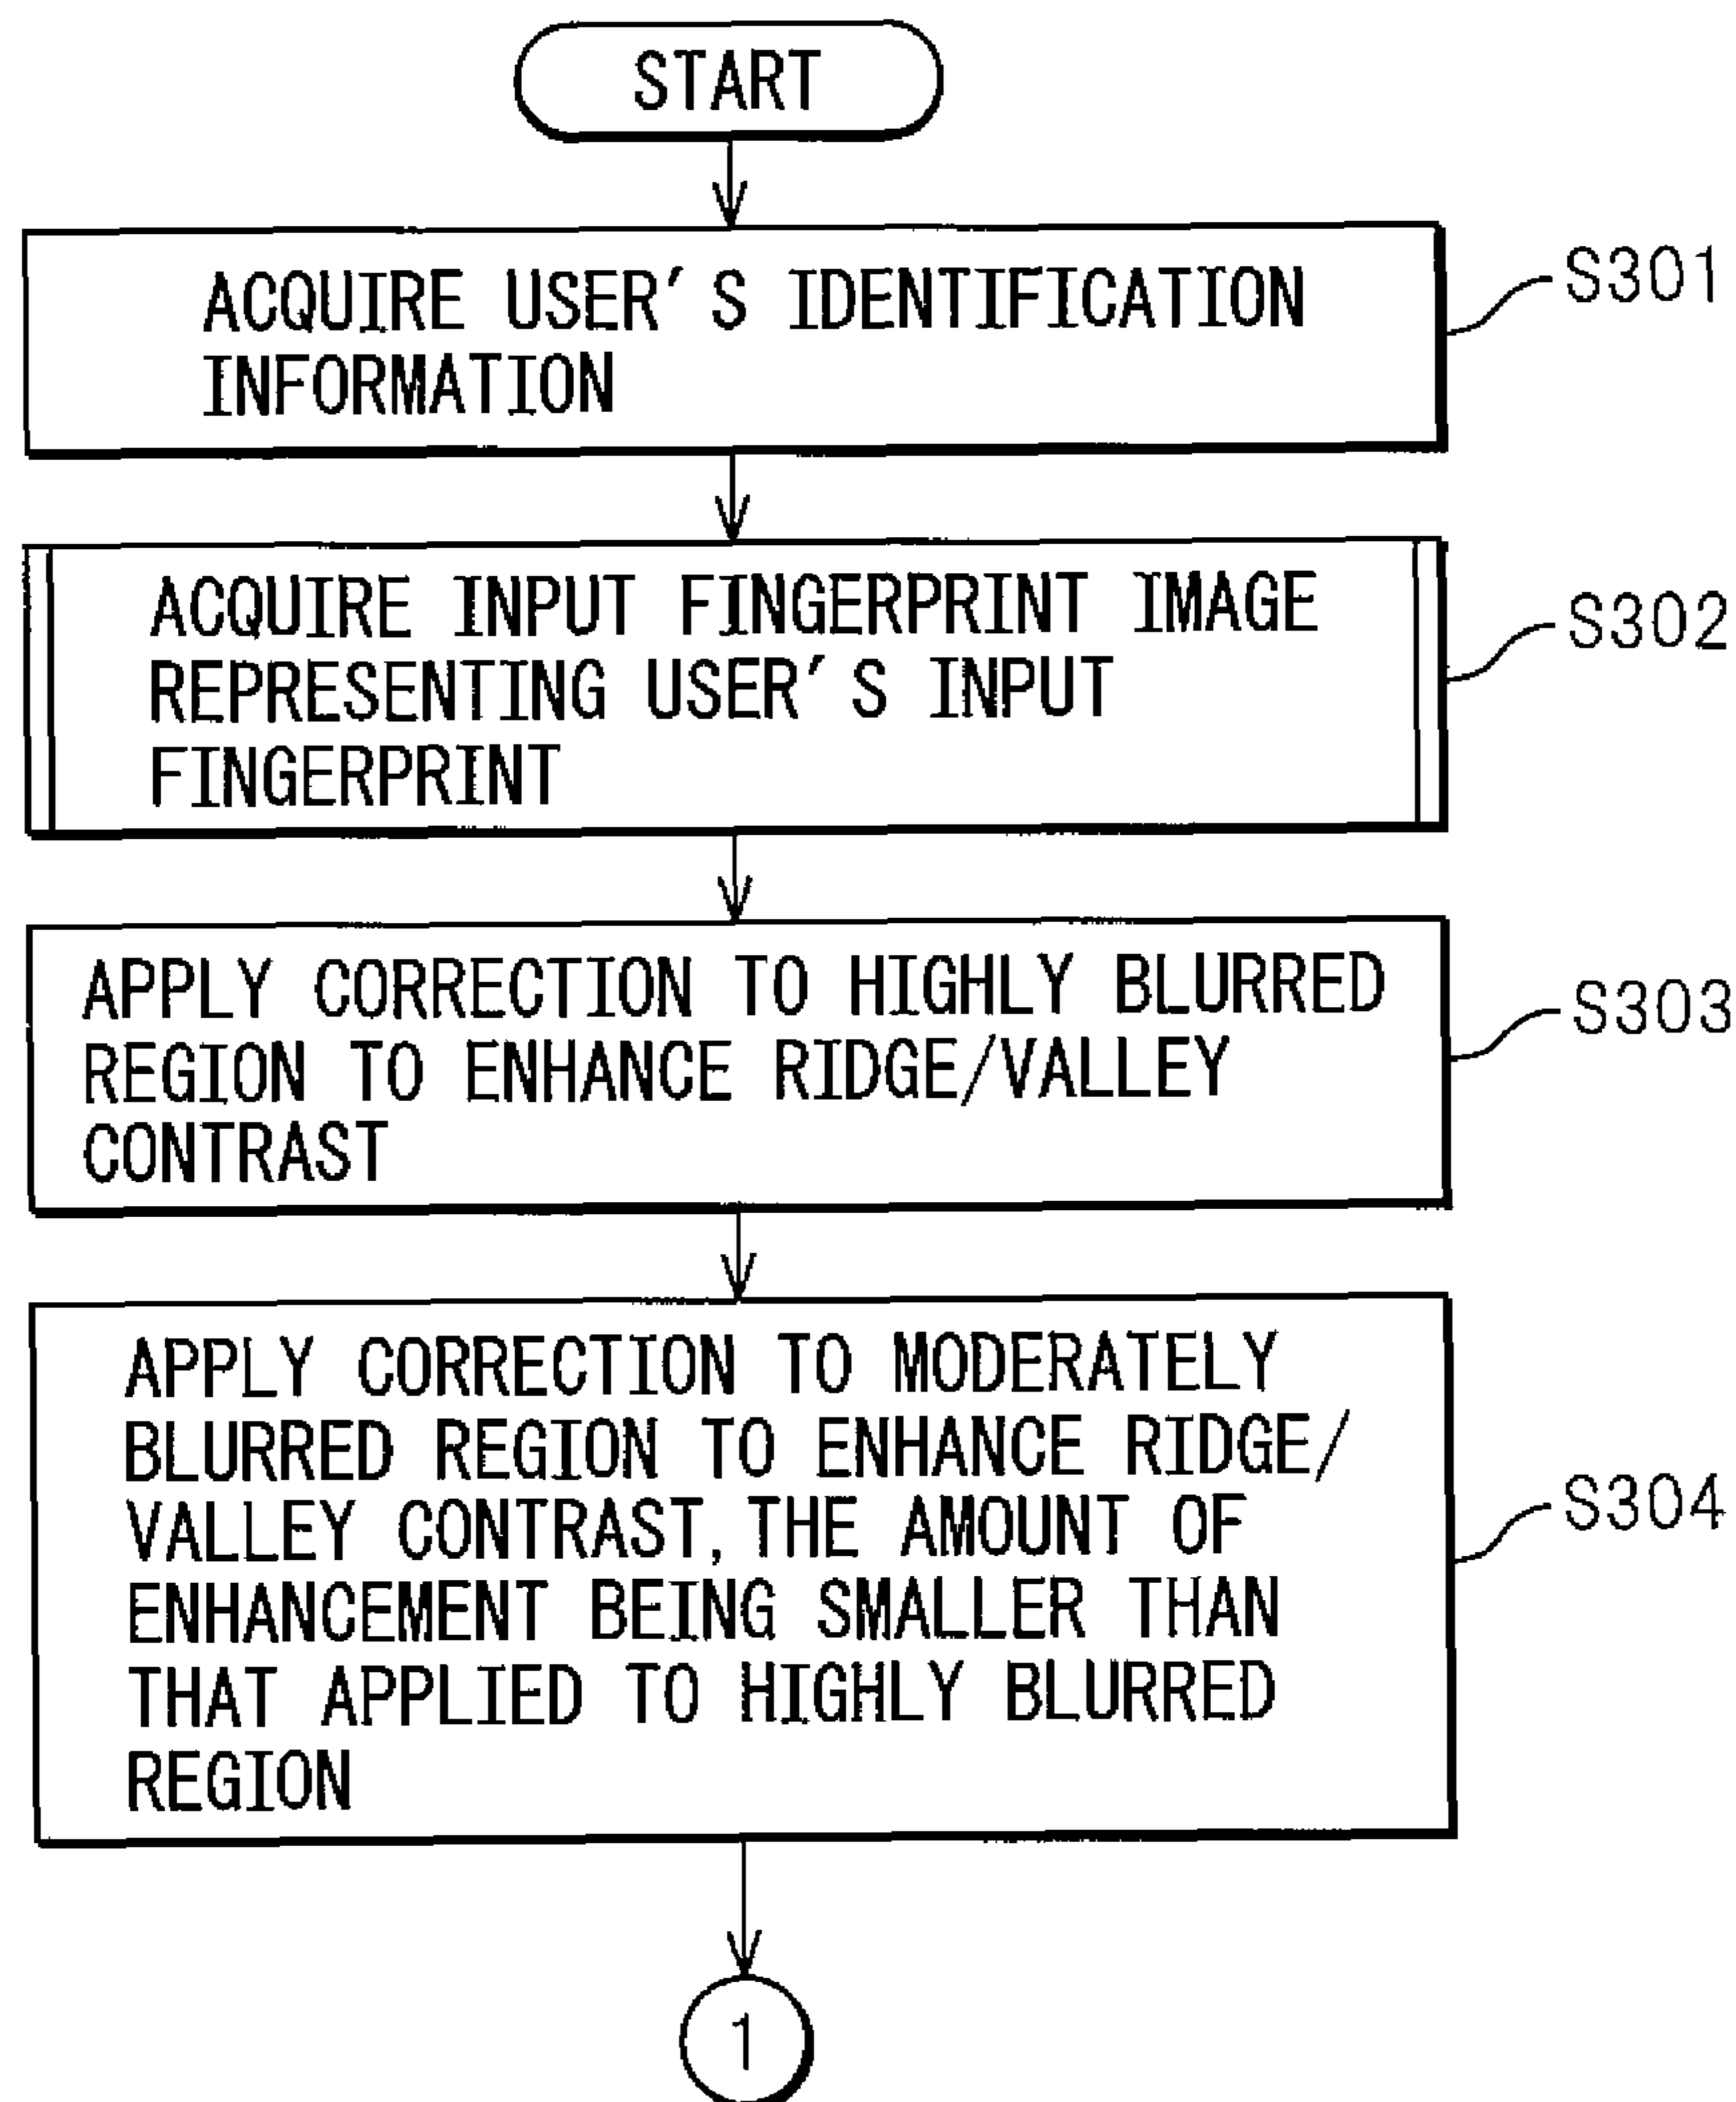 START
ACQUIRE USER'S IDENTIFICATION
INFORMATION
S301
ACQUIRE INPUT FINGERPRINT IMAGE
REPRESENTING USER'S INPUT
FINGERPRINT
S302
APPLY CORRECTION TO HIGHLY BLURRED
REGION TO ENHANCE RIDGE/VALLEY
CONTRAST
S303
APPLY CORRECTION TO MODERATELY
BLURRED REGION TO ENHANCE RIDGE/
VALLEY CONTRAST, THE AMOUNT OF
ENHANCEMENT BEING SMALLER THAN
THAT APPLIED TO HIGHLY BLURRED
REGION
S304
1